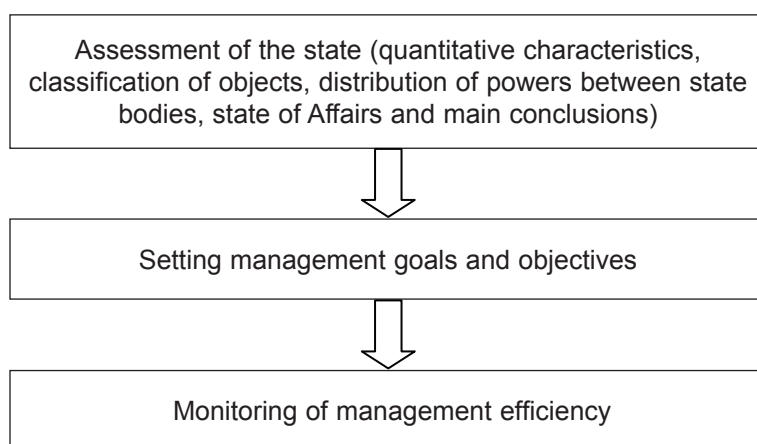 Assessment of the state (quantitative characteristics,
classification of objects, distribution of powers between state
bodies, state of Affairs and main conclusions)
Setting management goals and objectives
Monitoring of management efficiency